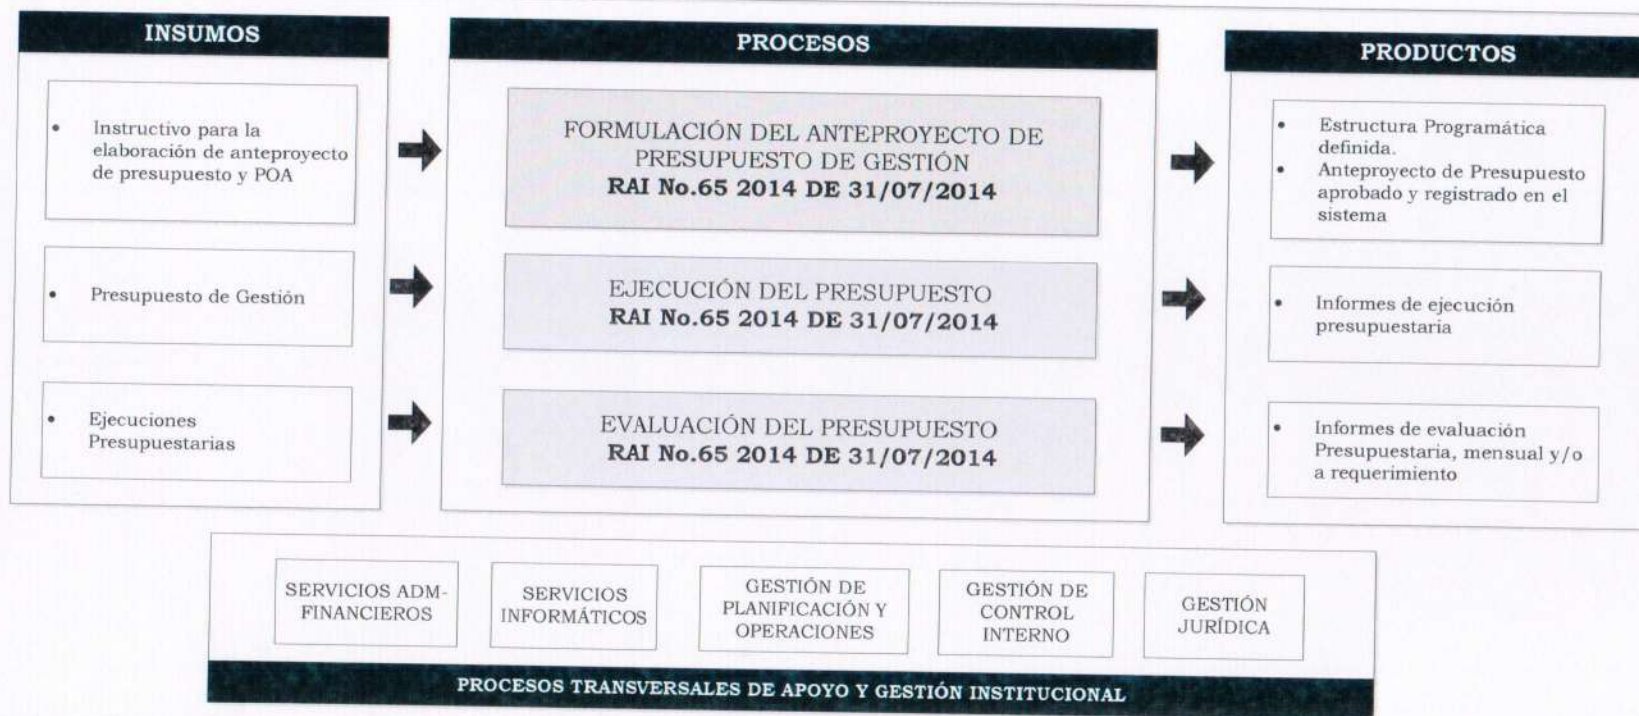 INSUMOS
• Instructivo para la
elaboración de anteproyecto
de presupuesto y POA
• Presupuesto de Gestión
• Ejecuciones
Presupuestarias
PROCESOS
FORMULACIÓN DEL ANTEPROYECTO DE
PRESUPUESTO DE GESTIÓN
RAI No.65 2014 DE 31/07/2014
EJECUCIÓN DEL PRESUPUESTO
RAI No.65 2014 DE 31/07/2014
EVALUACIÓN DEL PRESUPUESTO
RAI No.65 2014 DE 31/07/2014
PRODUCTOS
• Estructura Programática
definida.
• Anteproyecto de Presupuesto
aprobado y registrado en el
sistema
• Informes de ejecución
presupuestaria
• Informes de evaluación
Presupuestaria, mensual y/o
a requerimiento
SERVICIOS ADM-
FINANCIEROS
SERVICIOS
INFORMÁTICOS
GESTIÓN DE
PLANIFICACIÓN Y
OPERACIONES
GESTIÓN DE
CONTROL
INTERNO
GESTIÓN
JURÍDICA
PROCESOS TRANSVERSALES DE APOYO Y GESTIÓN INSTITUCIONAL